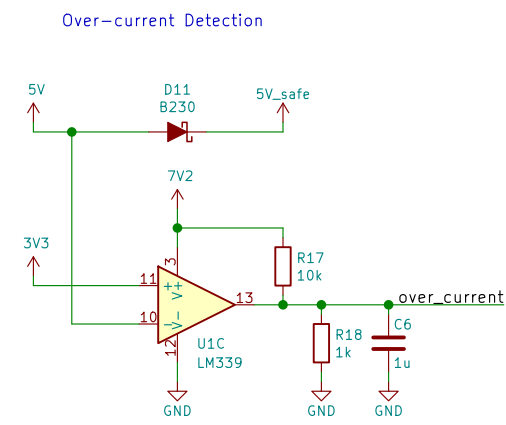 Over-current Detection
5V
D11
B230
5V_safe
7V2
3V3
3
R17
10k
11
+
V+
13
over_current
10
-
V-
12
U1C
LM339
R18
1k
C6
1u
GND
GND
GND